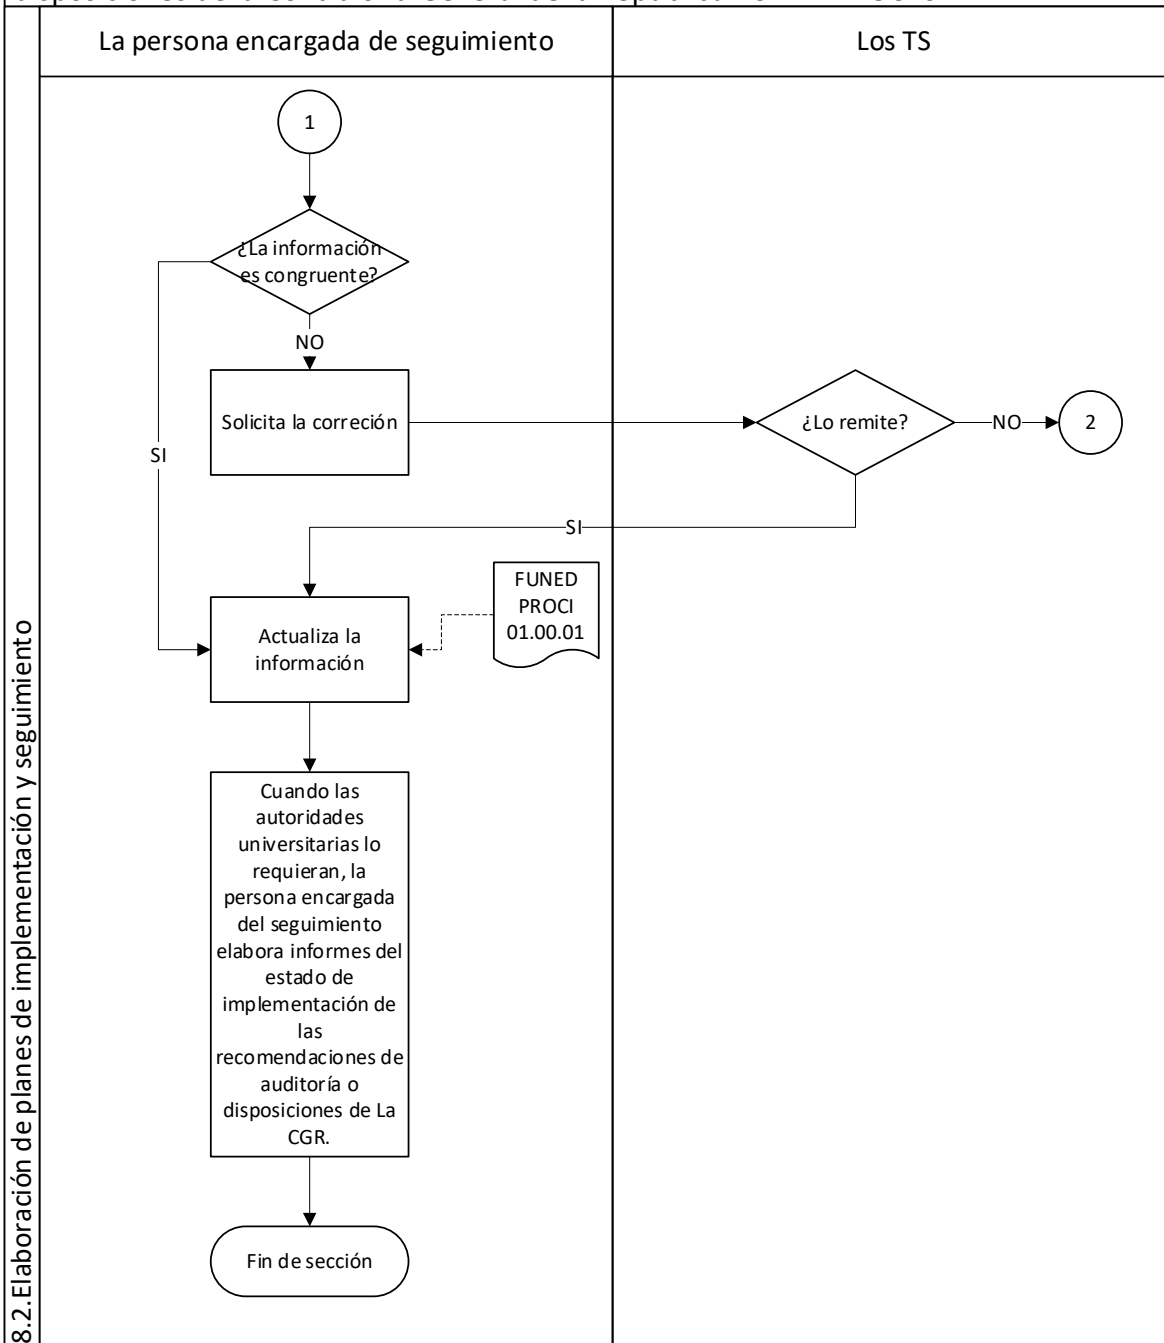 La persona encargada de seguimiento
Los TS
1
¿La información
es congruente?
NO
Solicita la correción
¿Lo remite?
NO
2
SI
SI
FUNED
PROCI
01.00.01
Actualiza la
información
Cuando las
autoridades
universitarias lo
requieran, la
persona encargada
del seguimiento
elabora informes del
estado de
implementación de
las
recomendaciones de
auditoría o
disposiciones de La
CGR.
Fin de sección
8.2.Elaboración de planes de implementación y seguimiento